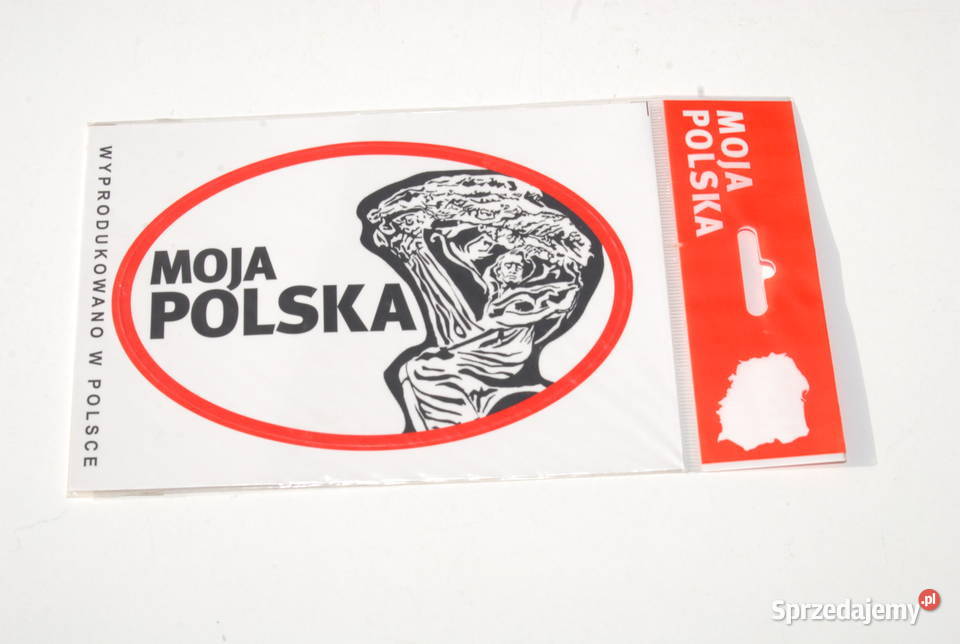 WYPRODUKOWANO W POLSCE
MOJA
POLSKA
MOJA
POLSKA
Sprzedajemy.pl